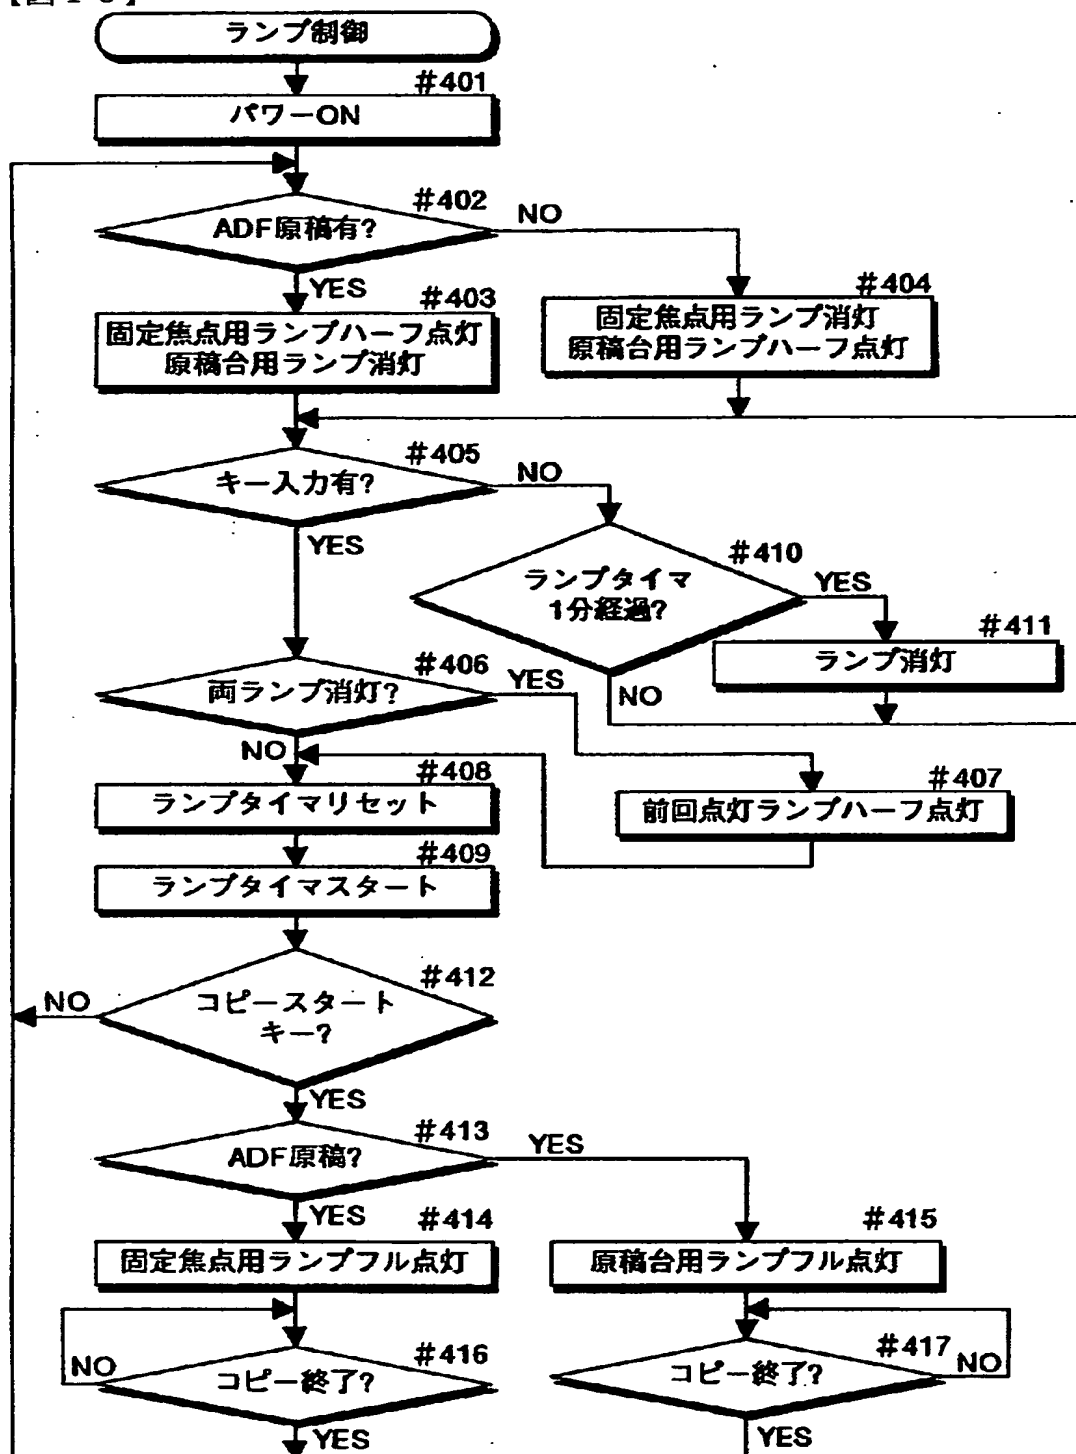 ランプ制御
#401
パワーON
#402
ADF原稿有?
NO
YES
#403
固定焦点用ランプハーフ点灯
原稿台用ランプ消灯
#404
固定焦点用ランプ消灯
原稿台用ランプハーフ点灯
#405
キー入力有?
NO
YES
#410
ランプタイマ
1分経過?
YES
NO
#411
ランプ消灯
#406
両ランプ消灯?
YES
NO
#407
前回点灯ランプハーフ点灯
#408
ランプタイマリセット
#409
ランプタイマスタート
#412
コピースタート
キー?
NO
YES
#413
ADF原稿?
YES
YES
#414
固定焦点用ランプフル点灯
#415
原稿台用ランプフル点灯
#416
コピー終了?
NO
YES
#417
コピー終了?
NO
YES